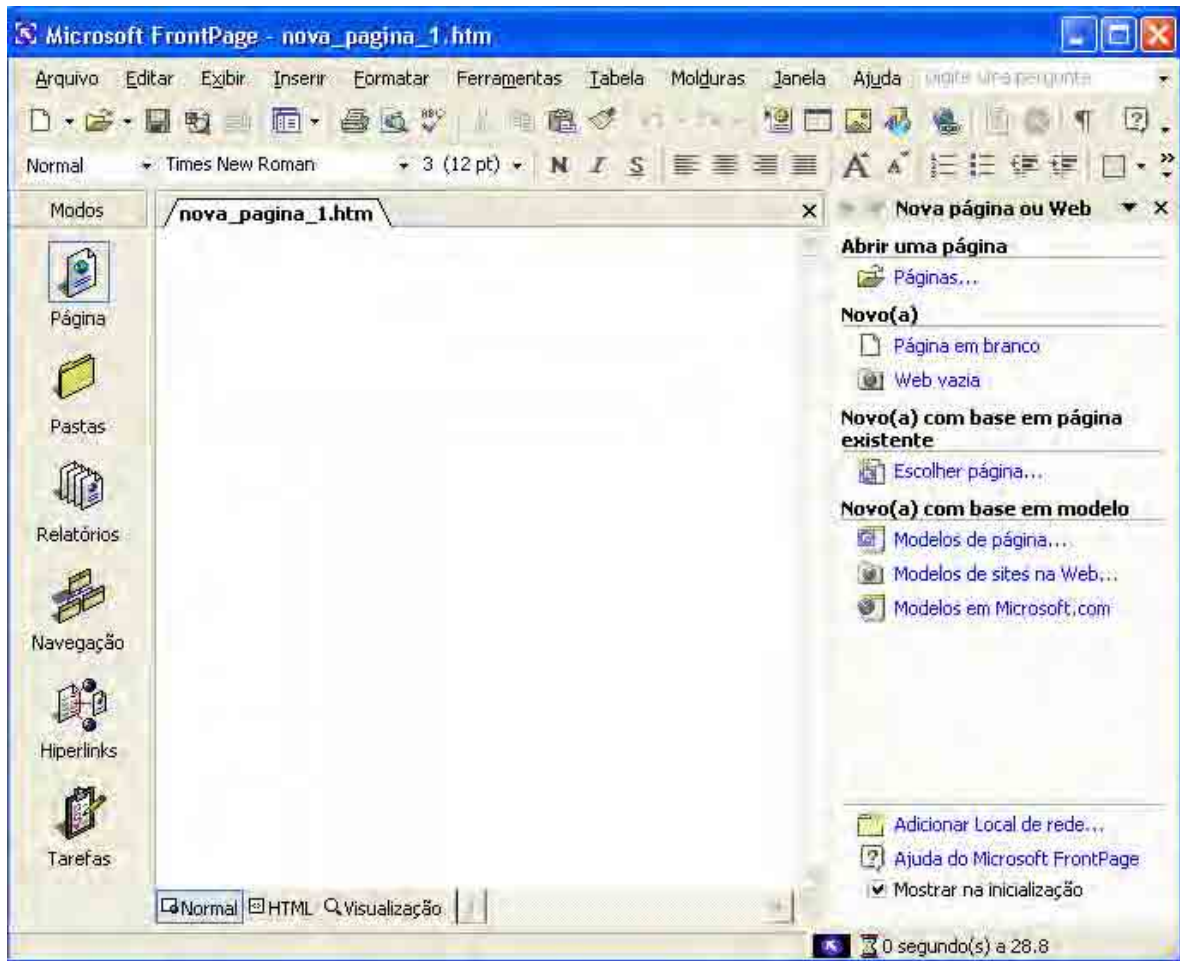 Microsoft FrontPage - nova_pagina_1.htm
Arquivo Editar Exibir Inserir Formatar Ferramentas Tabela Molduras Janela Ajuda Digite uma pergunta
Normal Times New Roman 3 (12 pt) N I S
Modos
nova_pagina_1.htm
Nova página ou Web
Abrir uma página
Páginas...
Página
Novo(a)
Página em branco
Web vazia
Pastas
Novo(a) com base em página
existente
Escolher página...
Novo(a) com base em modelo
Relatórios
Modelos de página...
Modelos de sites na Web...
Modelos em Microsoft.com
Navegação
Hiperlinks
Adicionar Local de rede...
Tarefas
Ajuda do Microsoft FrontPage
Mostrar na inicialização
Normal HTML Visualização
0 segundo(s) a 28.8